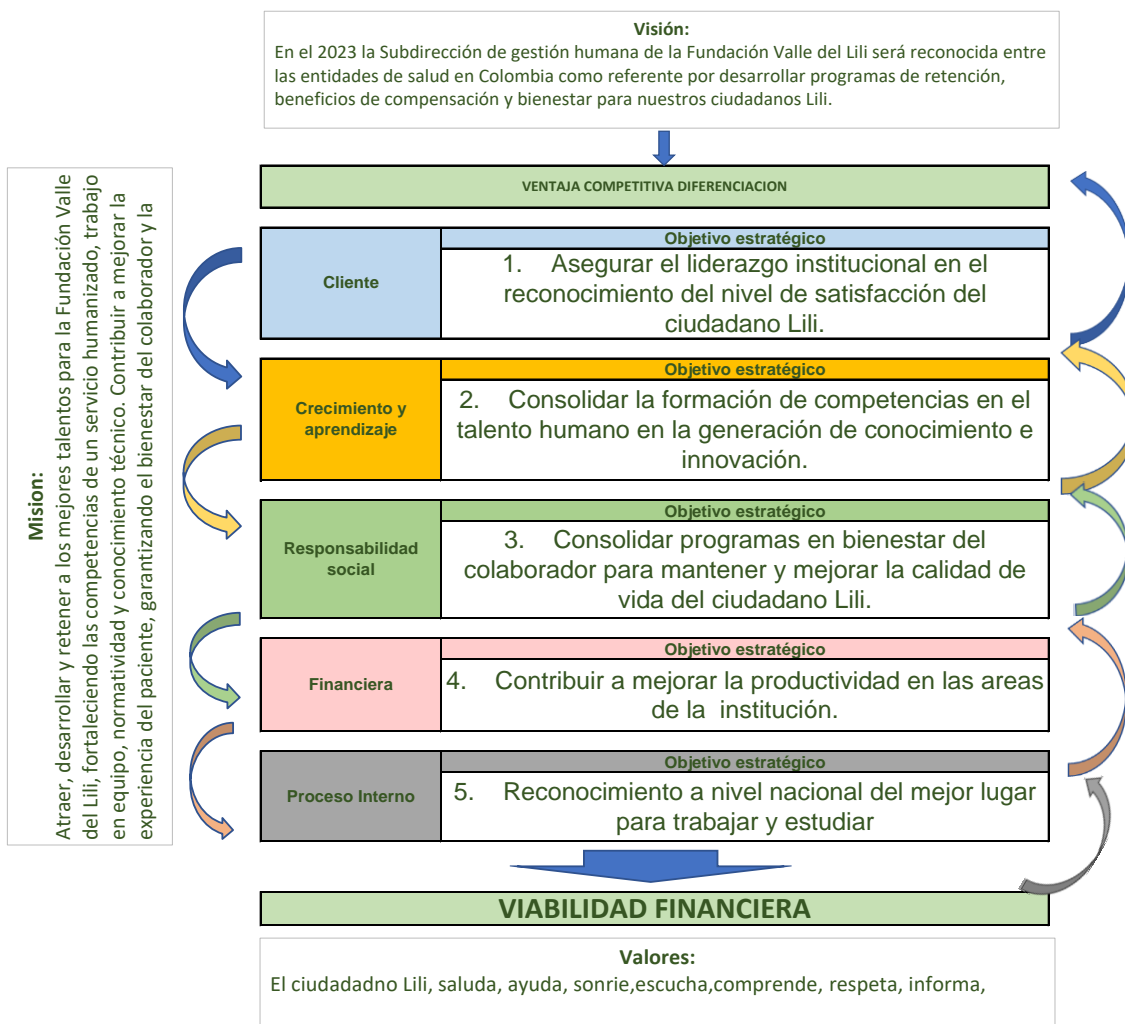 Visión:
En el 2023 la Subdirección de gestión humana de la Fundación Valle del Lili será reconocida entre
las entidades de salud en Colombia como referente por desarrollar programas de retención,
beneficios de compensación y bienestar para nuestros ciudadanos Lili.
Mision:
Atraer, desarrollar y retener a los mejores talentos para la Fundación Valle
del Lili, fortaleciendo las competencias de un servicio humanizado, trabajo
en equipo, normatividad y conocimiento técnico. Contribuir a mejorar la
experiencia del paciente, garantizando el bienestar del colaborador y la
VENTAJA COMPETITIVA DIFERENCIACION
Cliente
Objetivo estratégico
1. Asegurar el liderazgo institucional en el
reconocimiento del nivel de satisfacción del
ciudadano Lili.
Crecimiento y
aprendizaje
Objetivo estratégico
2. Consolidar la formación de competencias en el
talento humano en la generación de conocimiento e
innovación.
Responsabilidad
social
Objetivo estratégico
3. Consolidar programas en bienestar del
colaborador para mantener y mejorar la calidad de
vida del ciudadano Lili.
Financiera
Objetivo estratégico
4. Contribuir a mejorar la productividad en las areas
de la institución.
Proceso Interno
Objetivo estratégico
5. Reconocimiento a nivel nacional del mejor lugar
para trabajar y estudiar
VIABILIDAD FINANCIERA
Valores:
El ciudadadno Lili, saluda, ayuda, sonrie,escucha,comprende, respeta, informa,